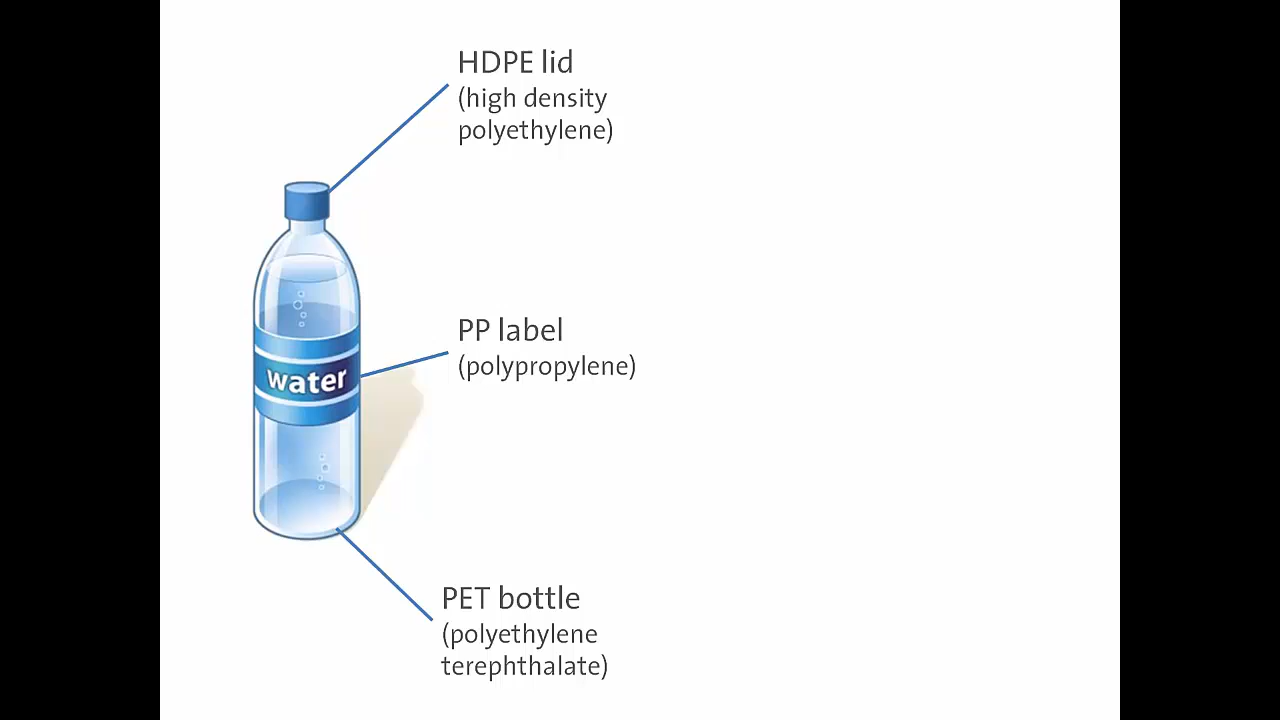 HDPE lid
(high density
polyethylene)
PP label
(polypropylene)
water
PET bottle
(polyethylene
terephthalate)